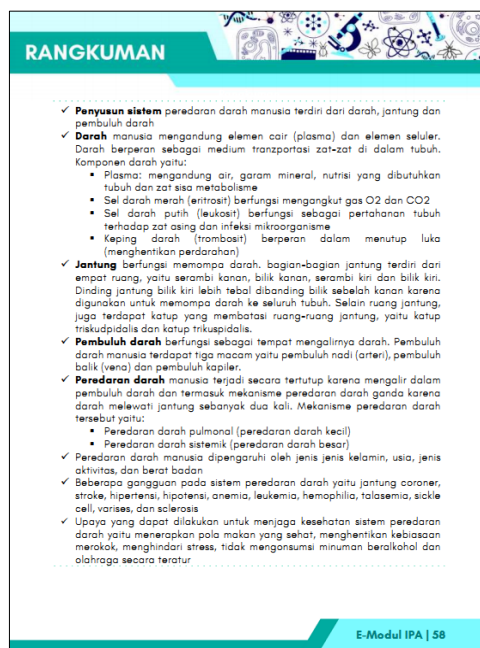 RANGKUMAN
✓ Penyusun sistem peredaran darah manusia terdiri dari darah, jantung dan
pembuluh darah
✓ Darah manusia mengandung elemen cair (plasma) dan elemen seluler.
Darah berperan sebagai medium tranzportasi zat-zat di dalam tubuh.
Komponen darah yaitu:
▪ Plasma: mengandung air, garam mineral, nutrisi yang dibutuhkan
tubuh dan zat sisa metabolisme
▪ Sel darah merah (eritrosit) berfungsi mengangkut gas O2 dan CO2
▪ Sel darah putih (leukosit) berfungsi sebagai pertahanan tubuh
terhadap zat asing dan infeksi mikroorganisme
▪ Keping darah (trombosit) berperan dalam menutup luka
(menghentikan perdarahan)
✓ Jantung berfungsi memompa darah. bagian-bagian jantung terdiri dari
empat ruang, yaitu serambi kanan, bilik kanan, serambi kiri dan bilik kiri.
Dinding jantung bilik kiri lebih tebal dibanding bilik sebelah kanan karena
digunakan untuk memompa darah ke seluruh tubuh. Selain ruang jantung,
juga terdapat katup yang membatasi ruang-ruang jantung, yaitu katup
triskudpidalis dan katup trikuspidalis.
✓ Pembuluh darah berfungsi sebagai tempat mengalirnya darah. Pembuluh
darah manusia terdapat tiga macam yaitu pembuluh nadi (arteri), pembuluh
balik (vena) dan pembuluh kapiler.
✓ Peredaran darah manusia terjadi secara tertutup karena mengalir dalam
pembuluh darah dan termasuk mekanisme peredaran darah ganda karena
darah melewati jantung sebanyak dua kali. Mekanisme peredaran darah
tersebut yaitu:
▪ Peredaran darah pulmonal (peredaran darah kecil)
▪ Peredaran darah sistemik (peredaran darah besar)
✓ Peredaran darah manusia dipengaruhi oleh jenis jenis kelamin, usia, jenis
aktivitas, dan berat badan
✓ Beberapa gangguan pada sistem peredaran darah yaitu jantung coroner,
stroke, hipertensi, hipotensi, anemia, leukemia, hemophilia, talasemia, sickle
cell, varises, dan sclerosis
✓ Upaya yang dapat dilakukan untuk menjaga kesehatan sistem peredaran
darah yaitu menerapkan pola makan yang sehat, menghentikan kebiasaan
merokok, menghindari stress, tidak mengonsumsi minuman beralkohol dan
olahraga secara teratur
E-Modul IPA | 58